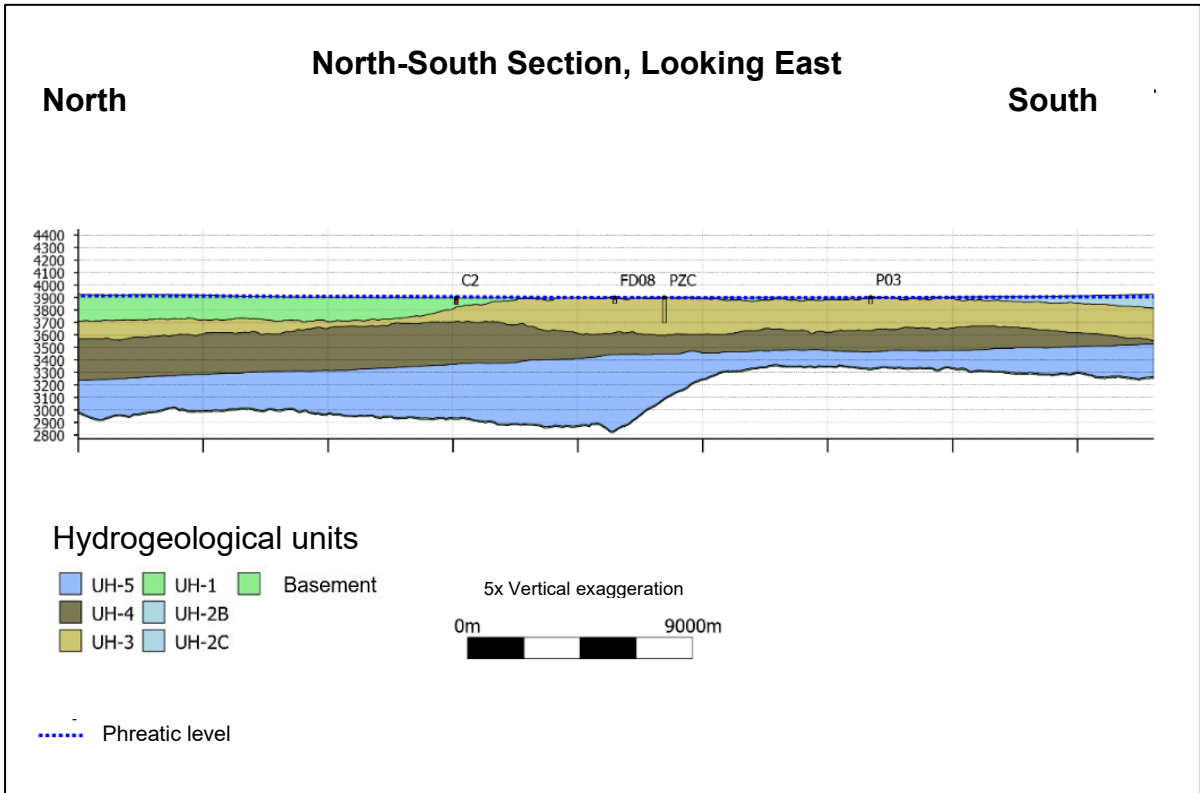 North-South Section, Looking East
North
South
4400
4300
4200
4100
4000
3900
3800
3700
3600
3500
3400
3300
3200
3100
3000
2900
2800
C2
FD08
PZC
P03
Hydrogeological units
UH-5 UH-1 Basement
UH-4 UH-2B
UH-3 UH-2C
5x Vertical exaggeration
0m 9000m
Phreatic level